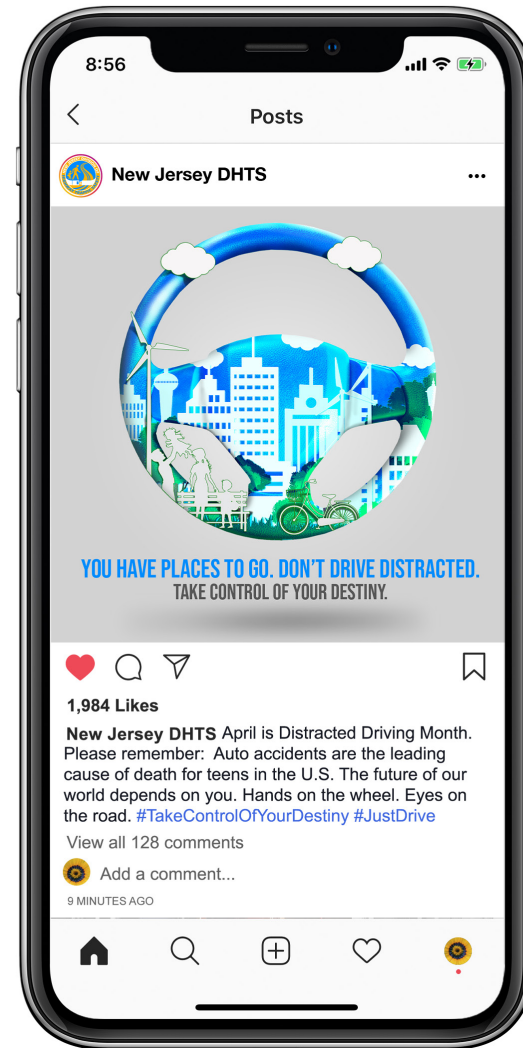 8:56
Posts
New Jersey DHTS
YOU HAVE PLACES TO GO. DON'T DRIVE DISTRACTED.
TAKE CONTROL OF YOUR DESTINY.
1,984 Likes
New Jersey DHTS April is Distracted Driving Month.
Please remember: Auto accidents are the leading
cause of death for teens in the U.S. The future of our
world depends on you. Hands on the wheel. Eyes on
the road. #TakeControlOfYourDestiny #JustDrive
View all 128 comments
Add a comment...
9 MINUTES AGO